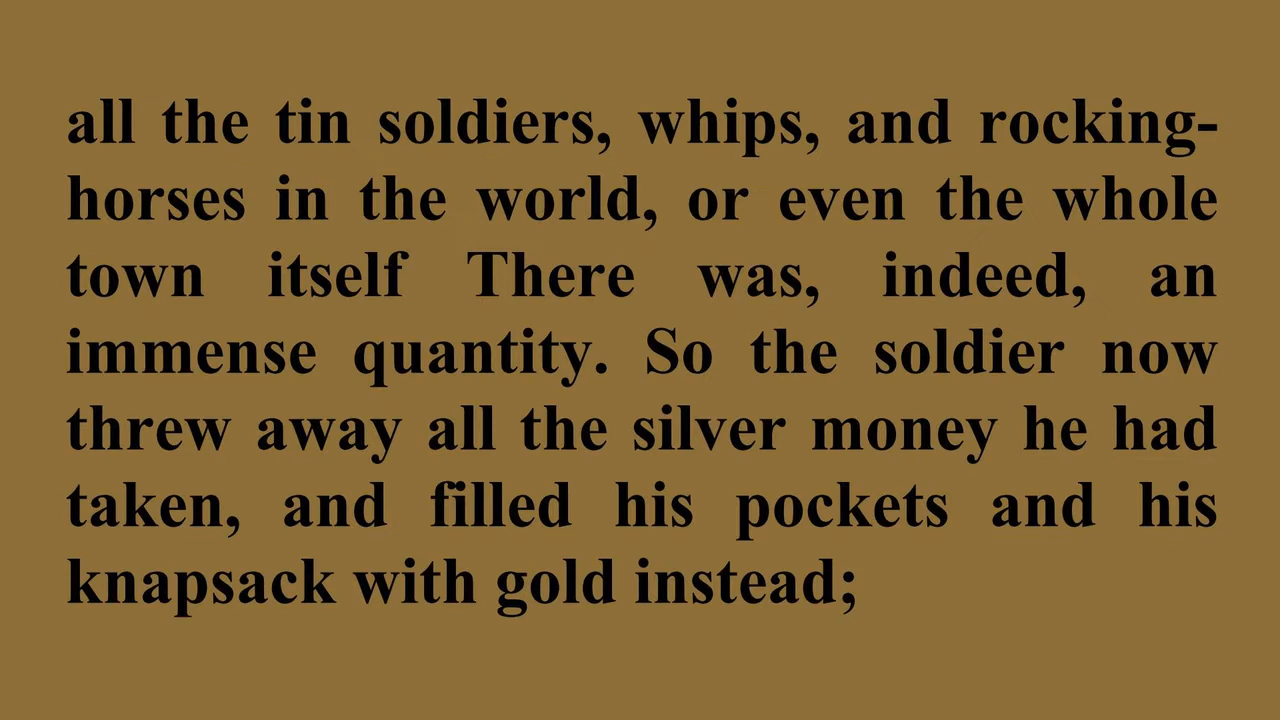 all the tin soldiers, whips, and rocking-
horses in the world, or even the whole
town itself There was, indeed, an
immense quantity. So the soldier now
threw away all the silver money he had
taken, and filled his pockets and his
knapsack with gold instead;